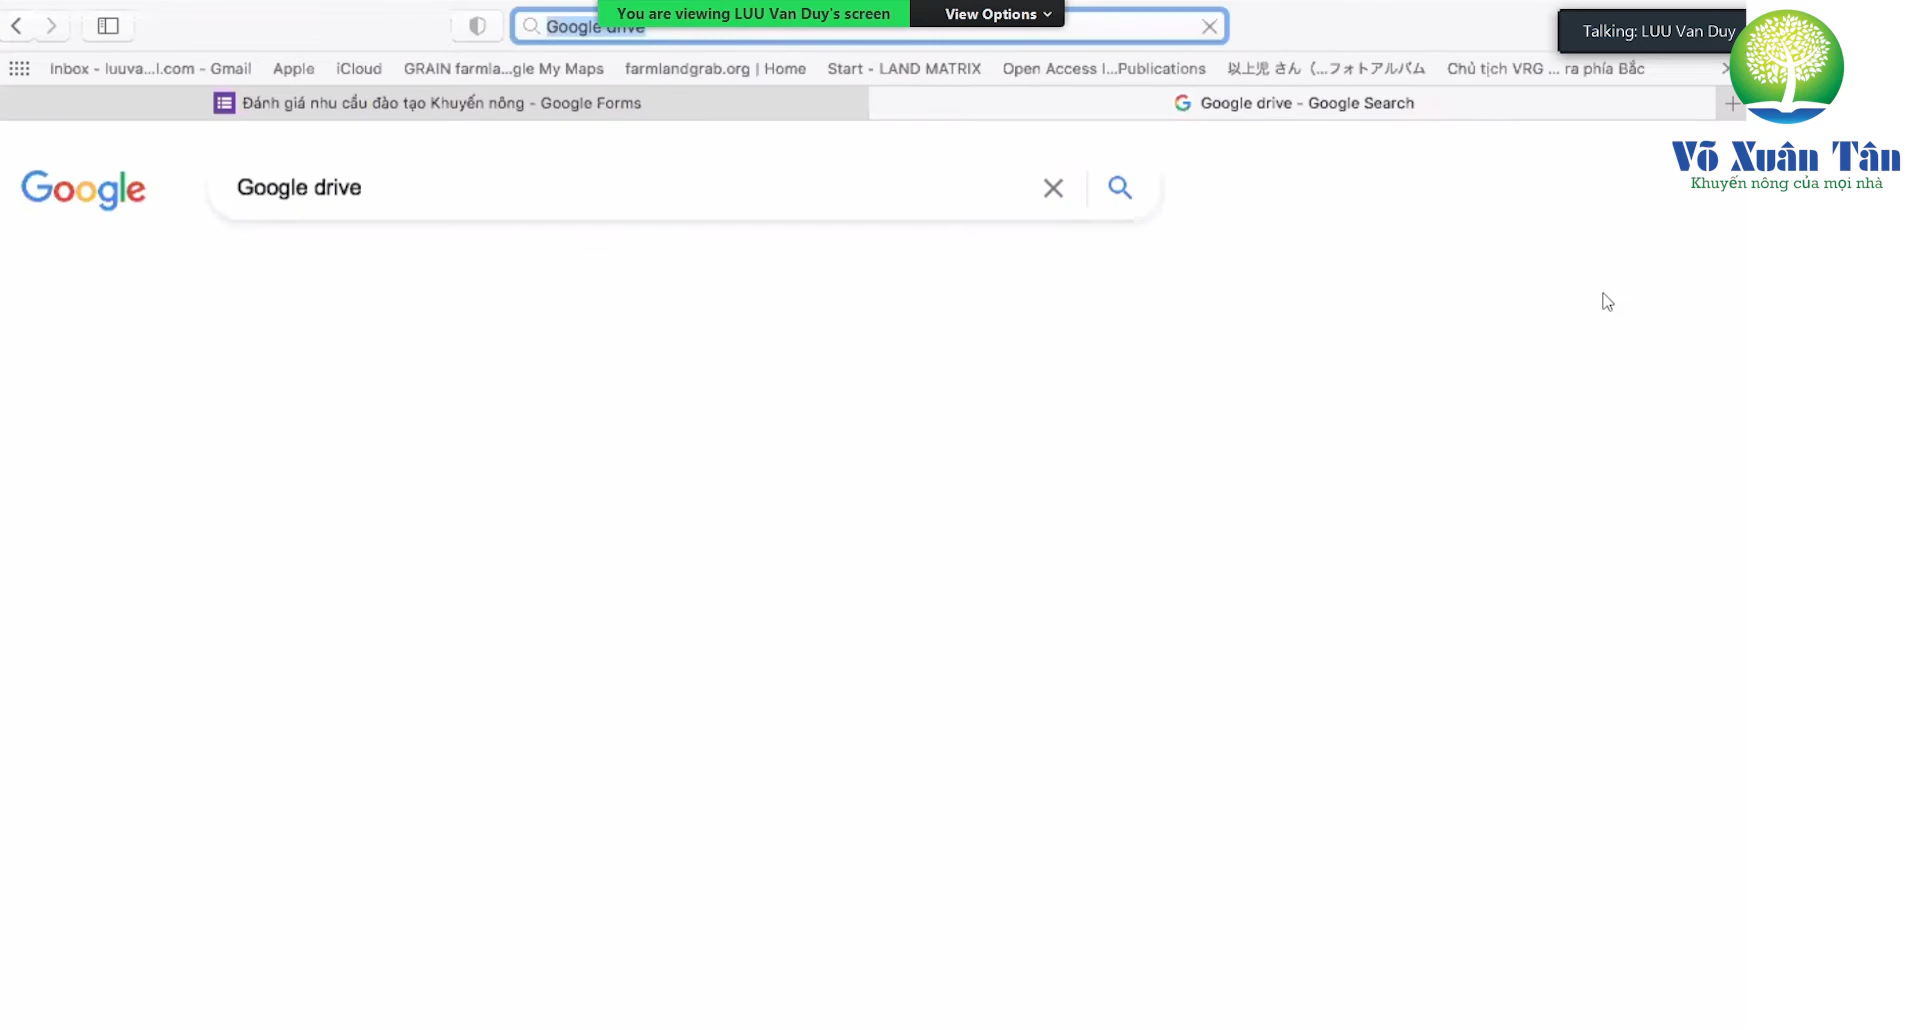 You are viewing LUU Van Duy's screen
View Options
Google drive
Talking: LUU Van Duy
Inbox - luuva...l.com - Gmail
Apple
iCloud
GRAIN farmla...gle My Maps
farmlandgrab.org | Home
Start - LAND MATRIX
Open Access I...Publications
以上児 さん（...フォトアルバム
Chủ tịch VRG ... ra phía Bắc
Đánh giá nhu cầu đào tạo Khuyến nông - Google Forms
Google drive - Google Search
Võ Xuân Tân
Khuyến nông của mọi nhà
Google
Google drive